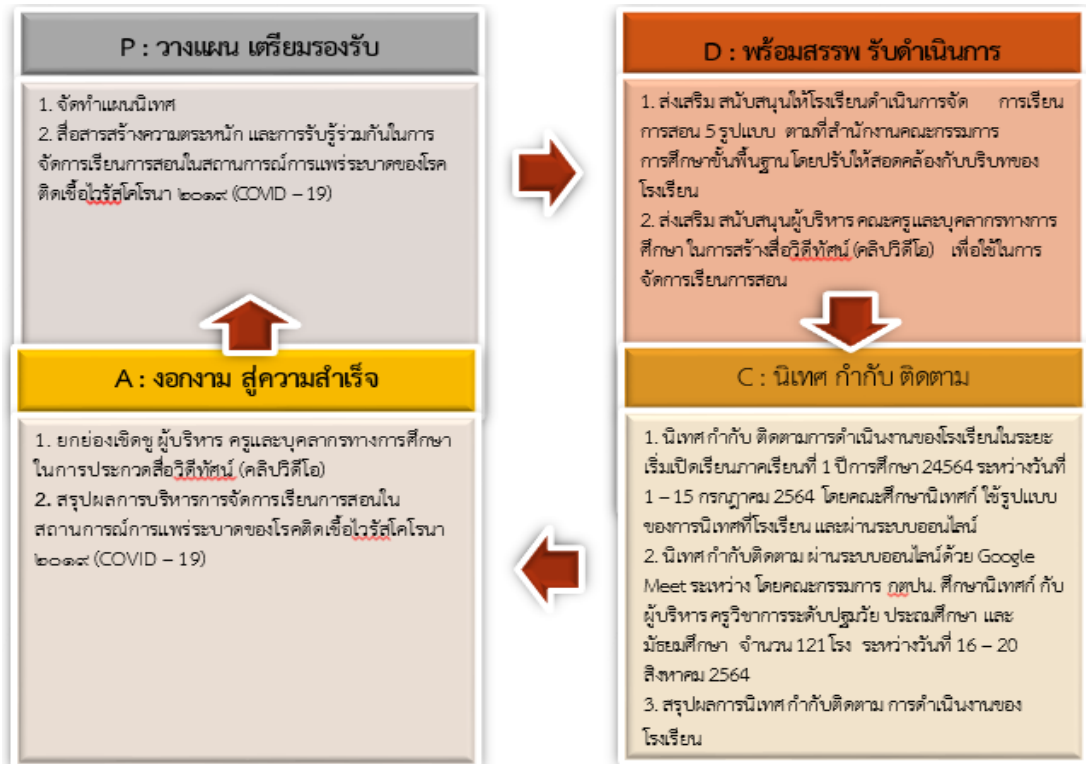 P : วางแผน เตรียมรองรับ
1. จัดทำแผนนิเทศ
2. สื่อสารสร้างความตระหนัก และการรับรู้ร่วมกันในการ
จัดการเรียนการสอนในสถานการณ์การแพร่ระบาดของโรค
ติดเชื้อไวรัสโคโรนา ๒๐๑๙ (COVID – 19)
D : พร้อมสรรพ รับดำเนินการ
1. ส่งเสริม สนับสนุนให้โรงเรียนดำเนินการจัด การเรียน
การสอน 5 รูปแบบ ตามที่สำนักงานคณะกรรมการ
การศึกษาขั้นพื้นฐาน โดยปรับให้สอดคล้องกับบริบทของ
โรงเรียน
2. ส่งเสริม สนับสนุนผู้บริหาร คณะครูและบุคลากรทางการ
ศึกษา ในการสร้างสื่อวิดีทัศน์ (คลิปวิดีโอ) เพื่อใช้ในการ
จัดการเรียนการสอน
C : นิเทศ กำกับ ติดตาม
1. นิเทศ กำกับ ติดตามการดำเนินงานของโรงเรียนในระยะ
เริ่มเปิดเรียนภาคเรียนที่ 1 ปีการศึกษา 24564 ระหว่างวันที่
1 – 15 กรกฎาคม 2564 โดยคณะศึกษานิเทศก์ ใช้รูปแบบ
ของการนิเทศที่โรงเรียน และผ่านระบบออนไลน์
2. นิเทศ กำกับติดตาม ผ่านระบบออนไลน์ด้วย Google
Meet ระเหว่าง โดยคณะกรรมการ กตปน. ศึกษานิเทศก์ กับ
ผู้บริหาร ครูวิชาการระดับปฐมวัย ประถมศึกษา และ
มัธยมศึกษา จำนวน 121 โรง ระหว่างวันที่ 16 – 20
สิงหาคม 2564
3. สรุปผลการนิเทศ กำกับติดตาม การดำเนินงานของ
โรงเรียน
A : งอกงาม สู่ความสำเร็จ
1. ยกย่องเชิดชู ผู้บริหาร ครูและบุคลากรทางการศึกษา
ในการประกวดสื่อวิดีทัศน์ (คลิปวิดีโอ)
2. สรุปผลการบริหารการจัดการเรียนการสอนใน
สถานการณ์การแพร่ระบาดของโรคติดเชื้อไวรัสโคโรนา
๒๐๑๙ (COVID – 19)